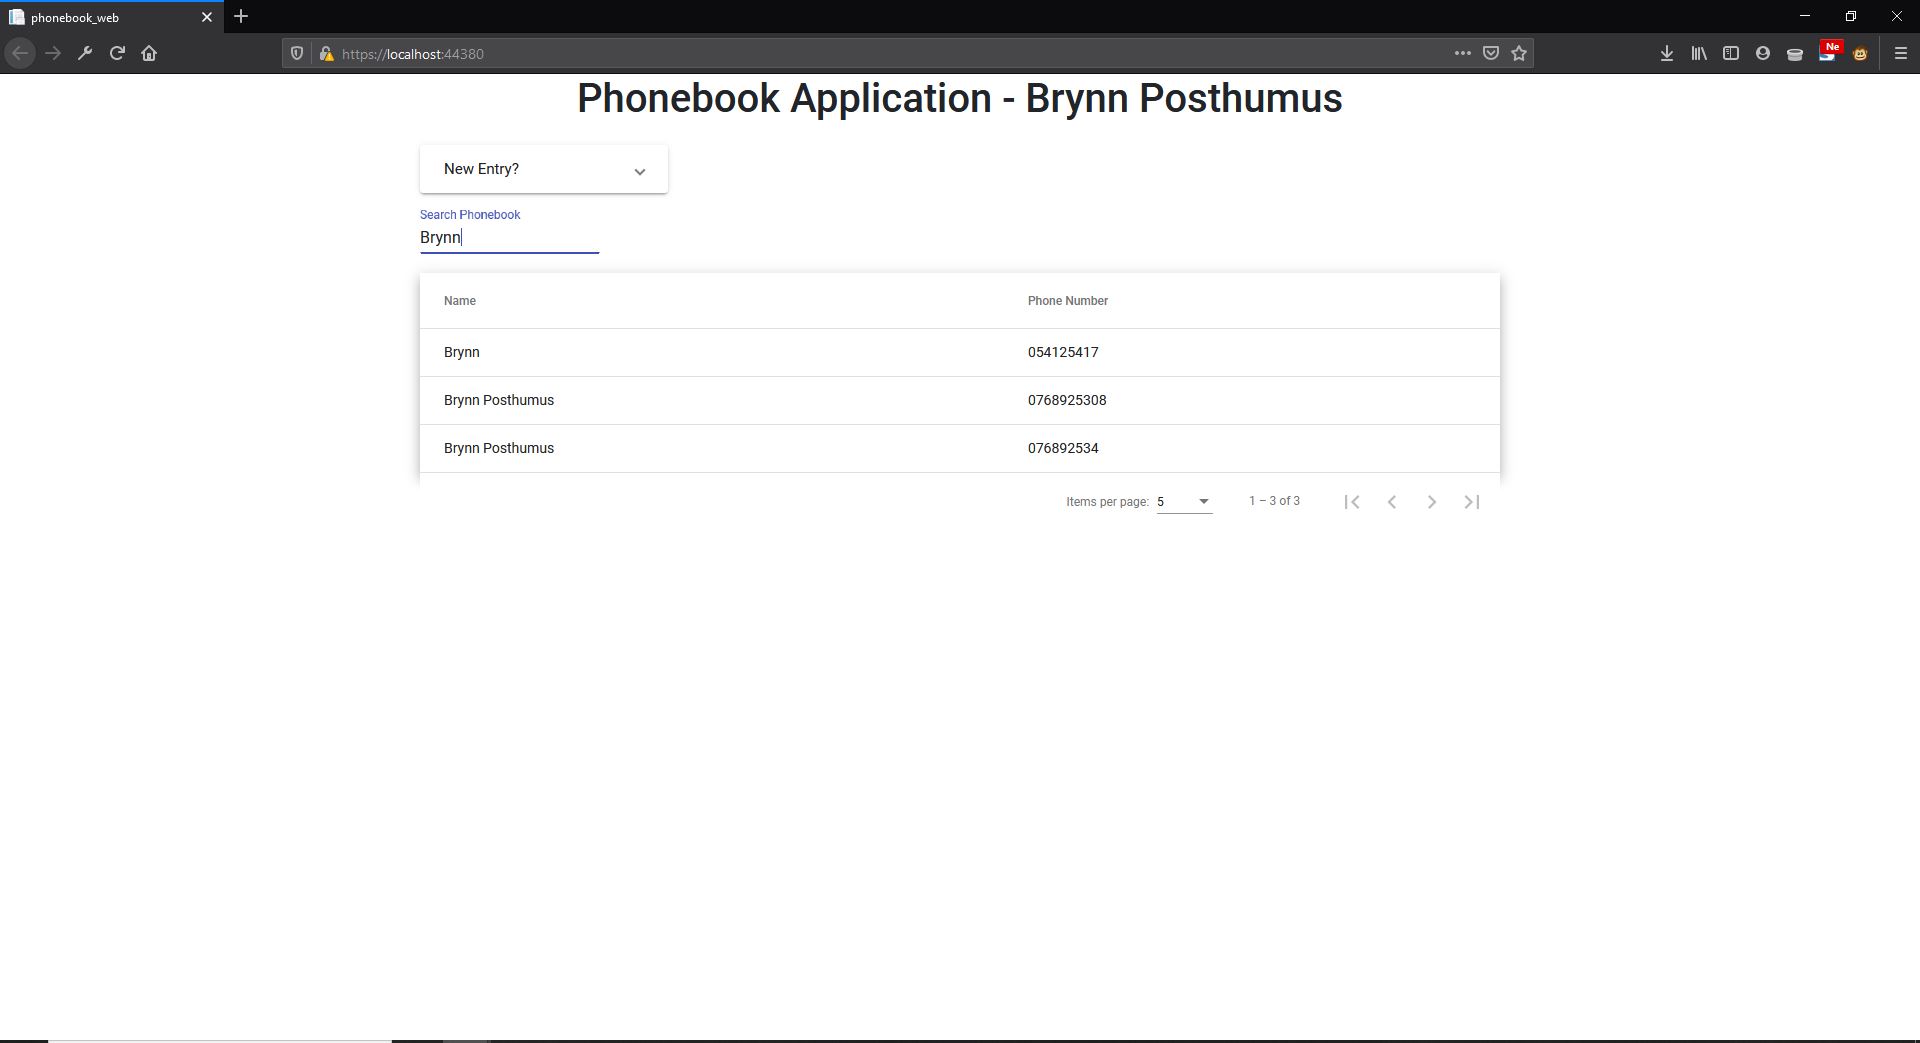 phonebook_web
https://localhost:44380
Ne
Phonebook Application - Brynn Posthumus
New Entry?
Search Phonebook
Brynn
Name Phone Number
Brynn 054125417
Brynn Posthumus 0768925308
Brynn Posthumus 076892534
Items per page: 5 1 – 3 of 3